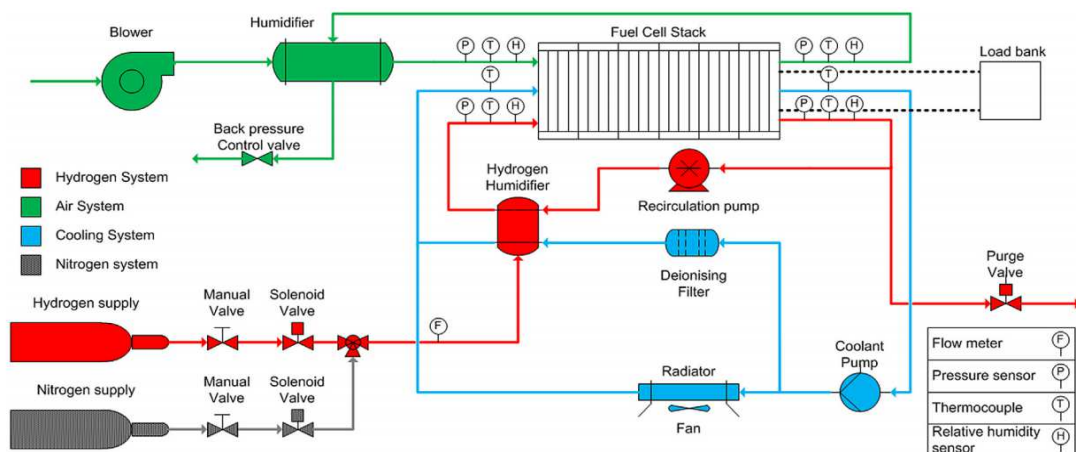 Blower
Humidifier
Fuel Cell Stack
Load bank
P T H
T
P T H
P T H
T
P T H
Back pressure
Control valve
Hydrogen System
Air System
Cooling System
Nitrogen system
Hydrogen
Humidifier
Recirculation pump
Deionising
Filter
Purge
Valve
Hydrogen supply
Manual
Valve
Solenoid
Valve
F
Nitrogen supply
Manual
Valve
Solenoid
Valve
Radiator
Fan
Coolant
Pump
Flow meter F
Pressure sensor P
Thermocouple T
Relative humidity
sensor H